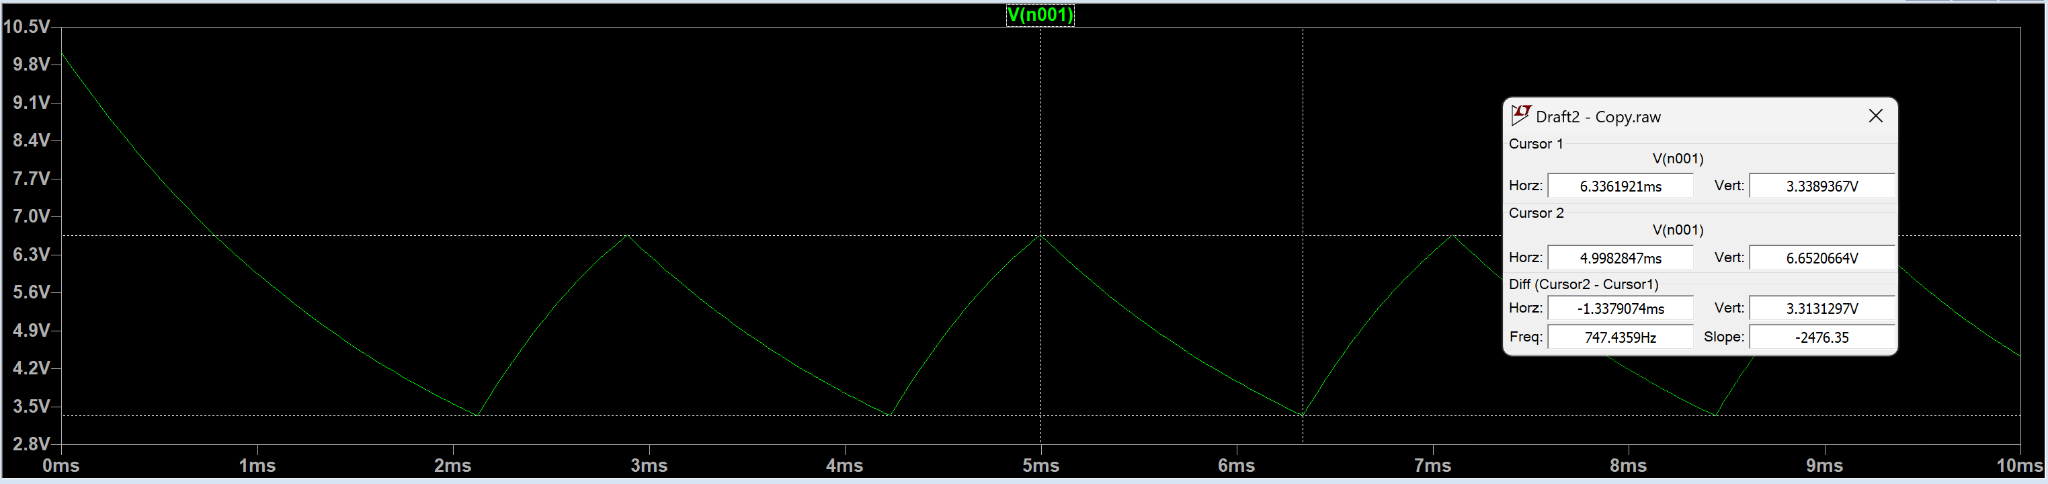 V(n001)
10.5V
9.8V
9.1V
8.4V
7.7V
7.0V
6.3V
5.6V
4.9V
4.2V
3.5V
2.8V
0ms 1ms 2ms 3ms 4ms 5ms 6ms 7ms 8ms 9ms 10ms
Draft2 - Copy.raw
Cursor 1
V(n001)
Horz: 6.3361921ms Vert: 3.3389367V
Cursor 2
V(n001)
Horz: 4.9982847ms Vert: 6.6520664V
Diff (Cursor2 - Cursor1)
Horz: -1.3379074ms Vert: 3.3131297V
Freq: 747.4359Hz Slope: -2476.35